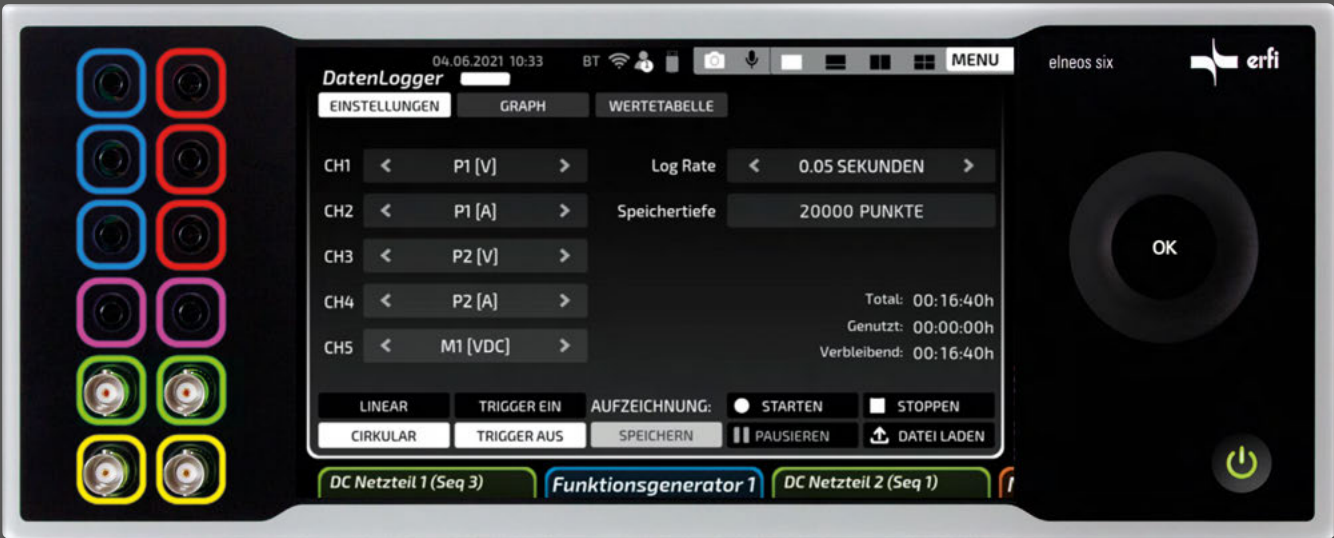 04.06.2021 10:33 BT MENU
DatenLogger
EINSTELLUNGEN GRAPH WERTETABELLE
CH1 < P1 [V] > Log Rate < 0.05 SEKUNDEN >
CH2 < P1 [A] > Speichertiefe 20000 PUNKTE
CH3 < P2 [V] >
CH4 < P2 [A] > Total: 00:16:40h
Genutzt: 00:00:00h
CH5 < M1 [VDC] > Verbleibend: 00:16:40h
LINEAR TRIGGER EIN AUFZEICHNUNG: STARTEN STOPPEN
CIRKULAR TRIGGER AUS SPEICHERN PAUSIEREN DATEI LADEN
DC Netzteil 1 (Seq 3) Funktionsgenerator 1 DC Netzteil 2 (Seq 1)
elneos six erfi
OK